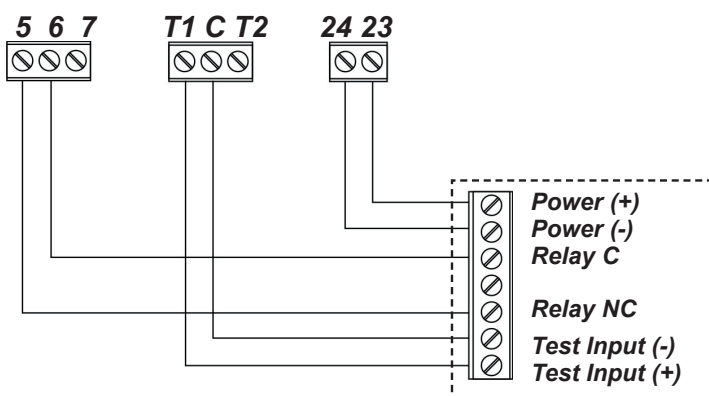 5 6 7 T1 C T2 24 23
Power (+)
Power (-)
Relay C
Relay NC
Test Input (-)
Test Input (+)